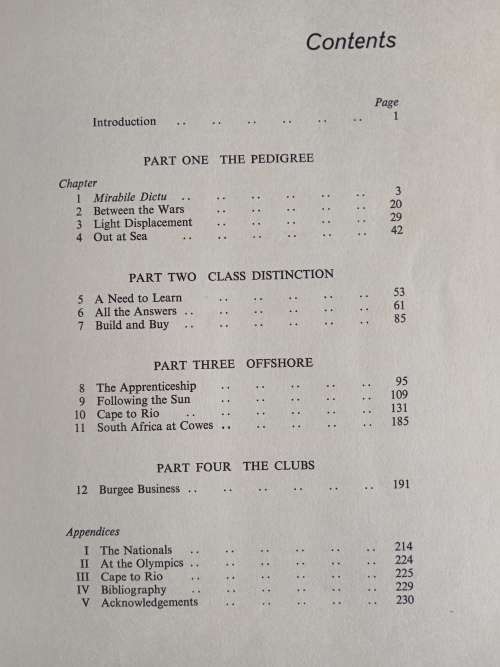 Contents
Page
Introduction .. .. .. .. .. .. 1
PART ONE THE PEDIGREE
Chapter
1 Mirabile Dictu .. .. .. .. .. .. 3
2 Between the Wars .. .. .. .. .. 20
3 Light Displacement .. .. .. .. .. 29
4 Out at Sea .. .. .. .. .. .. 42
PART TWO CLASS DISTINCTION
5 A Need to Learn .. .. .. .. .. 53
6 All the Answers .. .. .. .. .. .. 61
7 Build and Buy .. .. .. .. .. .. 85
PART THREE OFFSHORE
8 The Apprenticeship .. .. .. .. .. 95
9 Following the Sun .. .. .. .. .. 109
10 Cape to Rio .. .. .. .. .. .. 131
11 South Africa at Cowes .. .. .. .. .. 185
PART FOUR THE CLUBS
12 Burgee Business .. .. .. .. .. .. 191
Appendices
I The Nationals .. .. .. .. .. .. 214
II At the Olympics .. .. .. .. .. .. 224
III Cape to Rio .. .. .. .. .. .. 225
IV Bibliography .. .. .. .. .. .. 229
V Acknowledgements .. .. .. .. .. 230